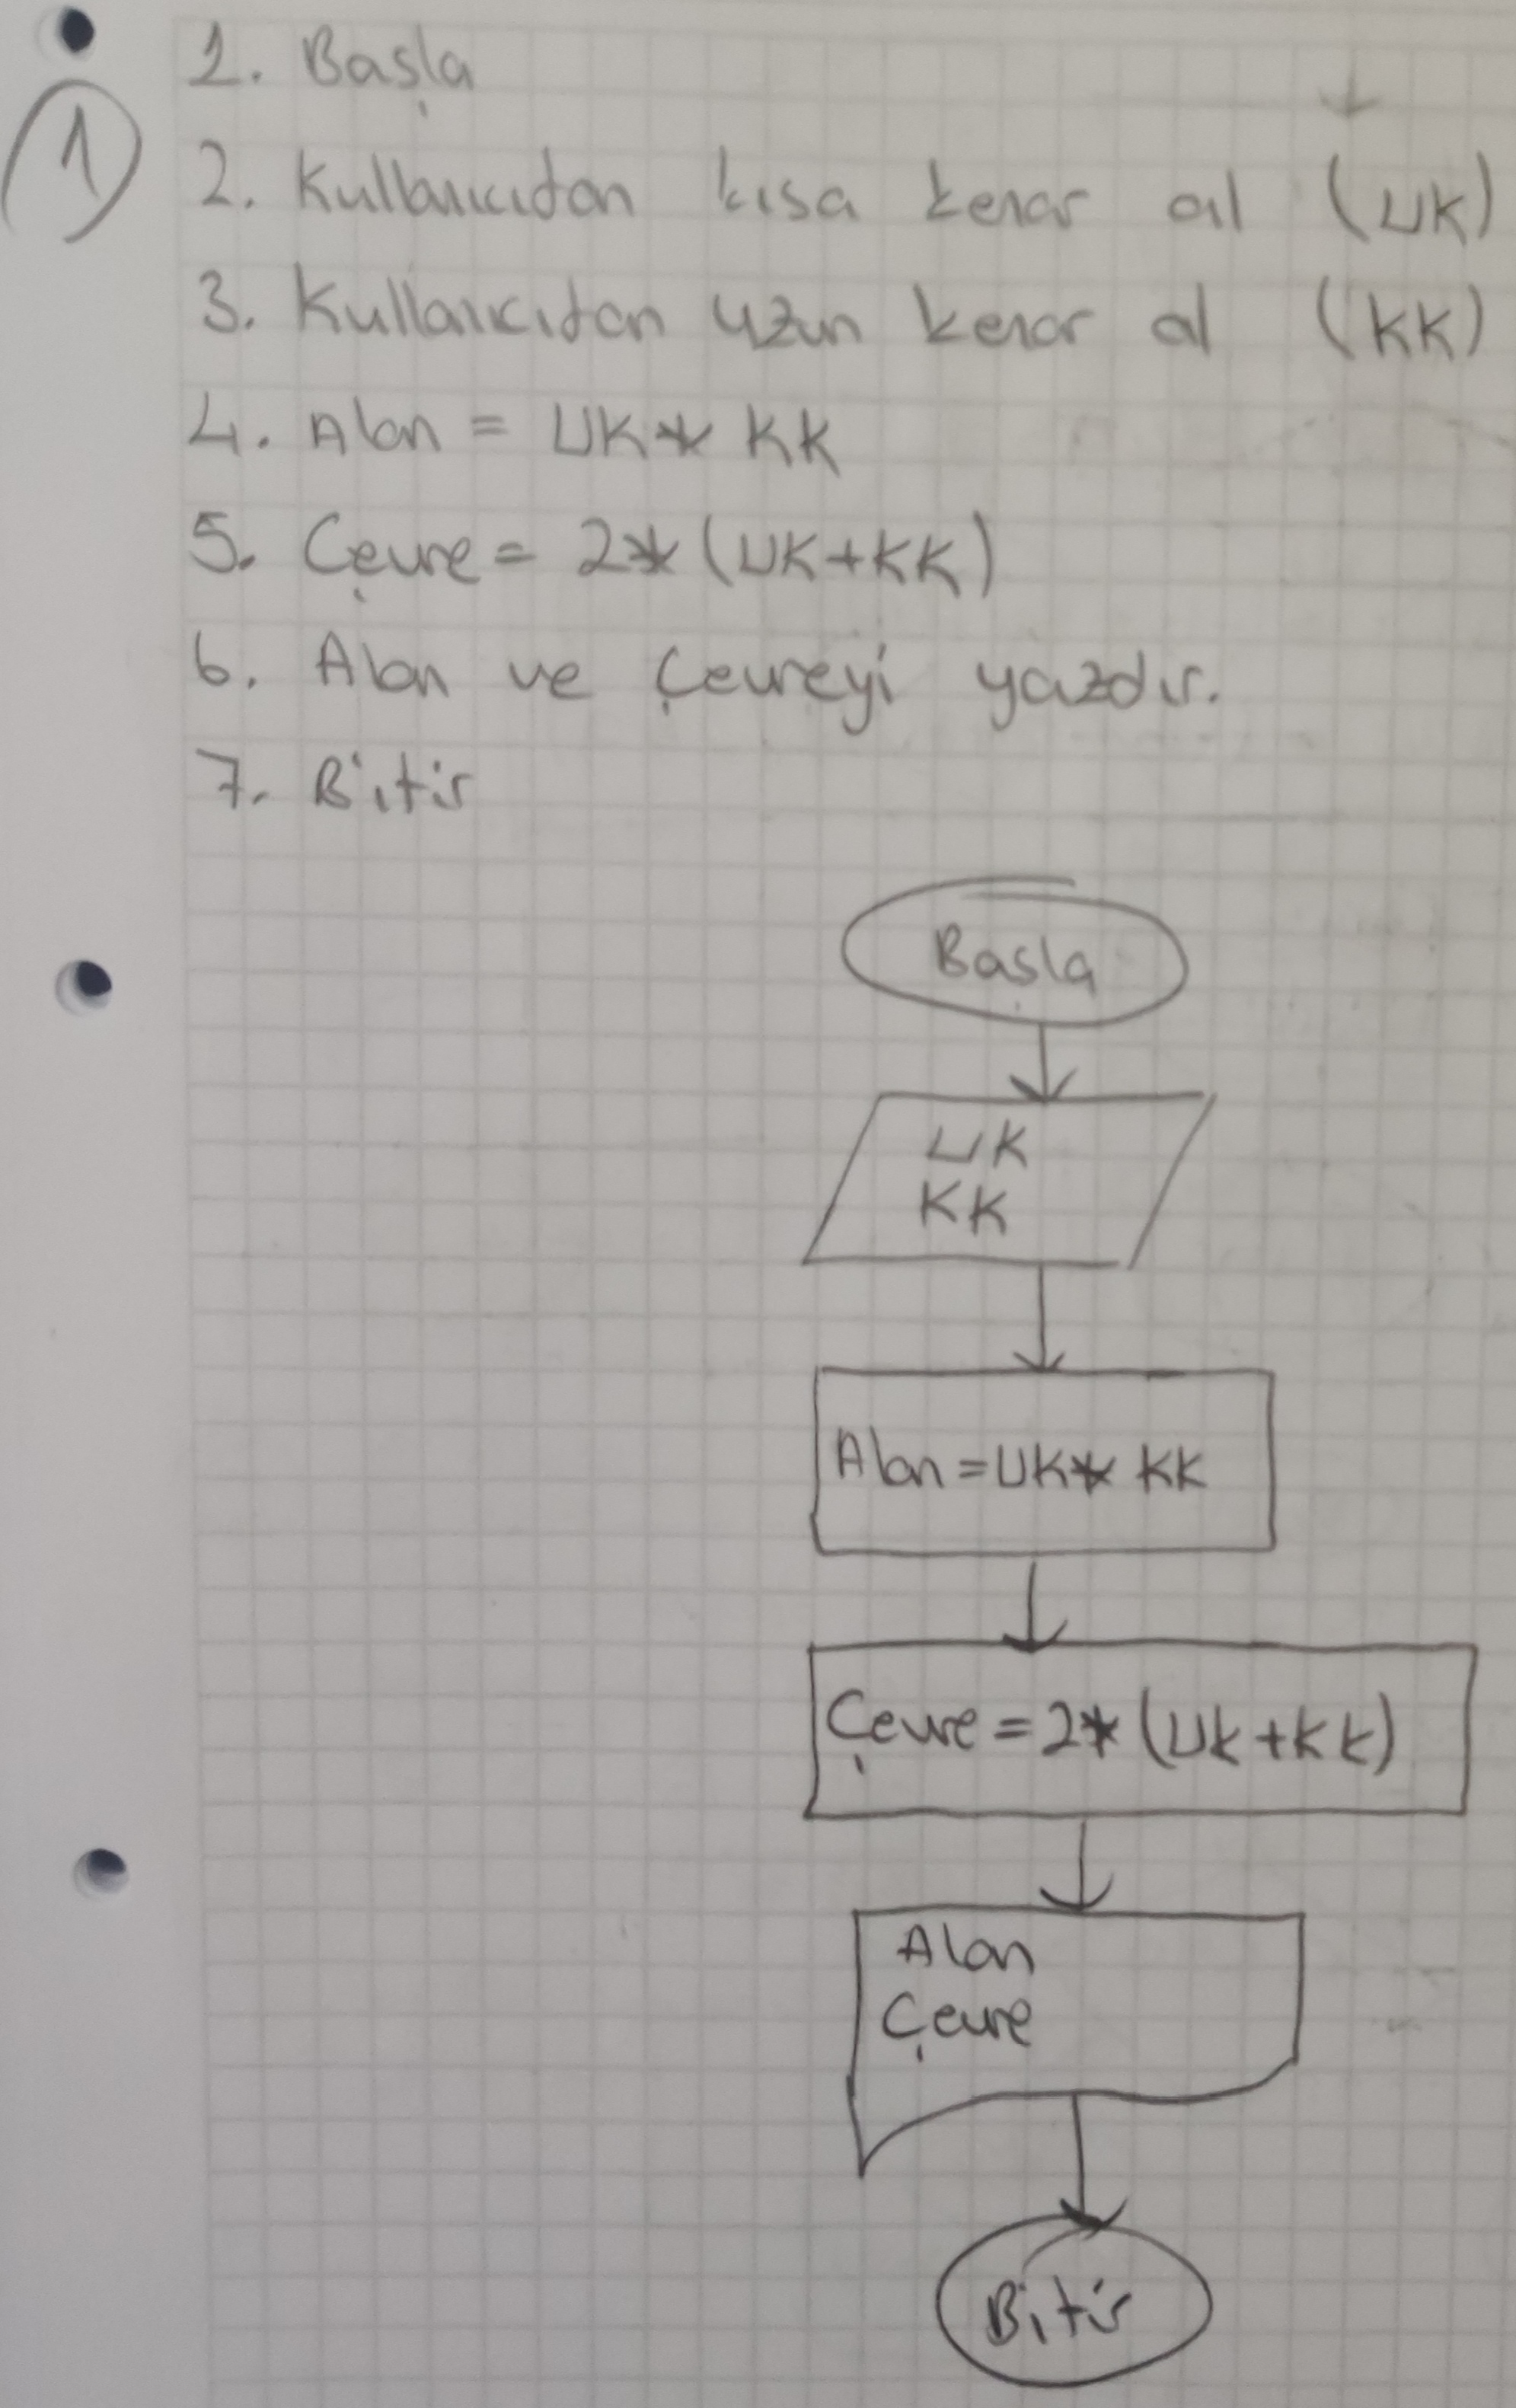 1. Başla
1
2. Kullanıcıdan kısa kenar al (UK)
3. Kullanıcıdan uzun kenar al (KK)
4. Alan = UK* KK
5. Çevre = 2* (UK+KK)
6. Alan ve Çevreyi yazdır.
7. Bitir
Başla
UK
KK
Alan = UK* KK
Çevre = 2* (UK+KK)
Alan
Çevre
Bitir